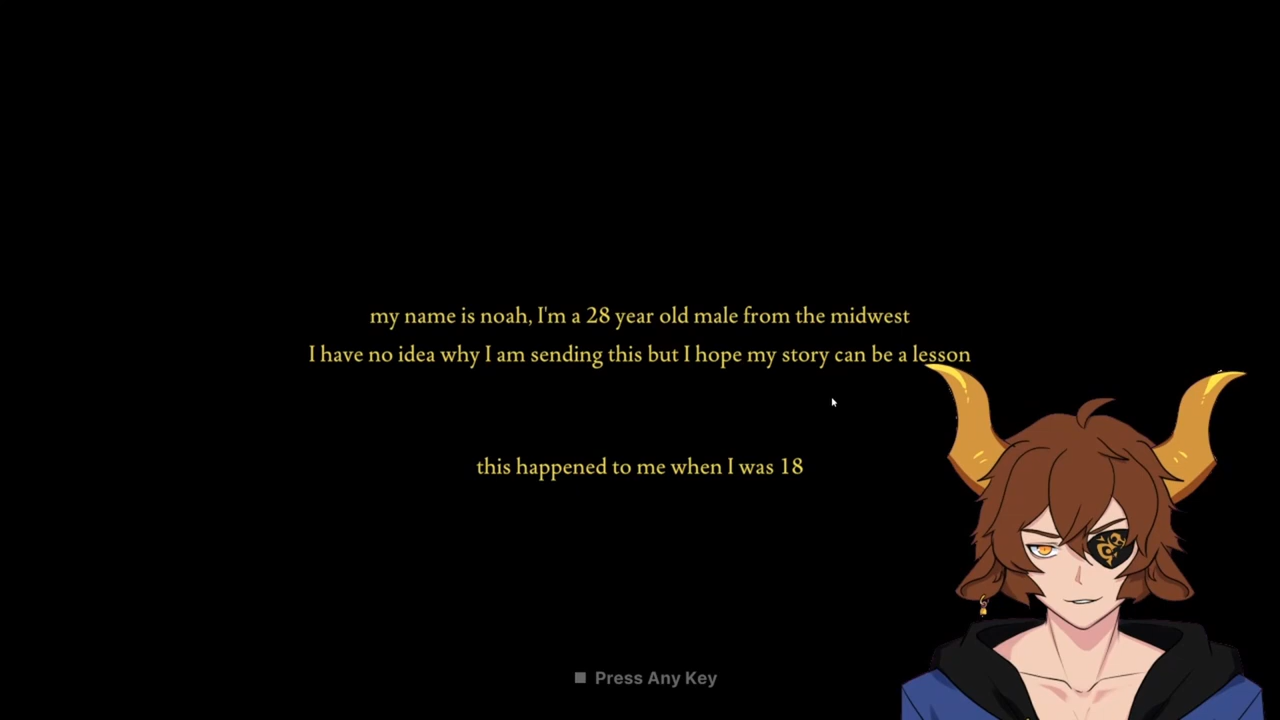 my name is noah, I'm a 28 year old male from the midwest
I have no idea why I am sending this but I hope my story can be a lesson
this happened to me when I was 18
Press Any Key